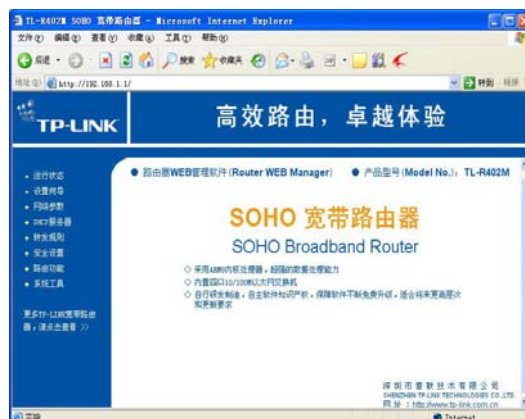 TL-R402M SOHO 宽带路由器 - Microsoft Internet Explorer
文件(F) 编辑(E) 查看(V) 收藏(A) 工具(T) 帮助(H)
后退 搜索 收藏夹
地址(D) http://192.168.1.1/ 转到 链接
TP-LINK 高效路由，卓越体验
路由器WEB管理软件(Router WEB Manager) 产品型号(Model No.)：TL-R402M
运行状态
设置向导
网络参数
DHCP服务器
转发规则
安全设置
路由功能
系统工具
更多TP-LINK宽带路由
器，请点击查看 >>
SOHO 宽带路由器
SOHO Broadband Router
采用ARM9内核处理器，超强的数据处理能力
内置四口10/100M以太网交换机
自行研发制造，自主软件知识产权，保障软件不断免费升级，适合将来更高层次
和更新要求
深圳市普联技术有限公司
SHENZHEN TP-LINK TECHNOLOGIES CO.,LTD
网址：http://www.tp-link.com.cn
完毕 Internet